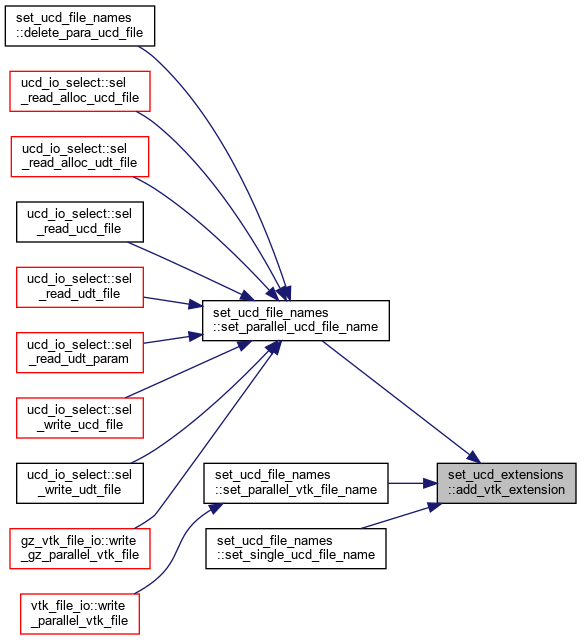 set_ucd_file_names
::delete_para_ucd_file
ucd_io_select::sel
_read_alloc_ucd_file
ucd_io_select::sel
_read_alloc_udt_file
ucd_io_select::sel
_read_ucd_file
ucd_io_select::sel
_read_udt_file
ucd_io_select::sel
_read_udt_param
ucd_io_select::sel
_write_ucd_file
ucd_io_select::sel
_write_udt_file
gz_vtk_file_io::write
_gz_parallel_vtk_file
vtk_file_io::write
_parallel_vtk_file
set_ucd_file_names
::set_parallel_ucd_file_name
set_ucd_file_names
::set_parallel_vtk_file_name
set_ucd_file_names
::set_single_ucd_file_name
set_ucd_extensions
::add_vtk_extension